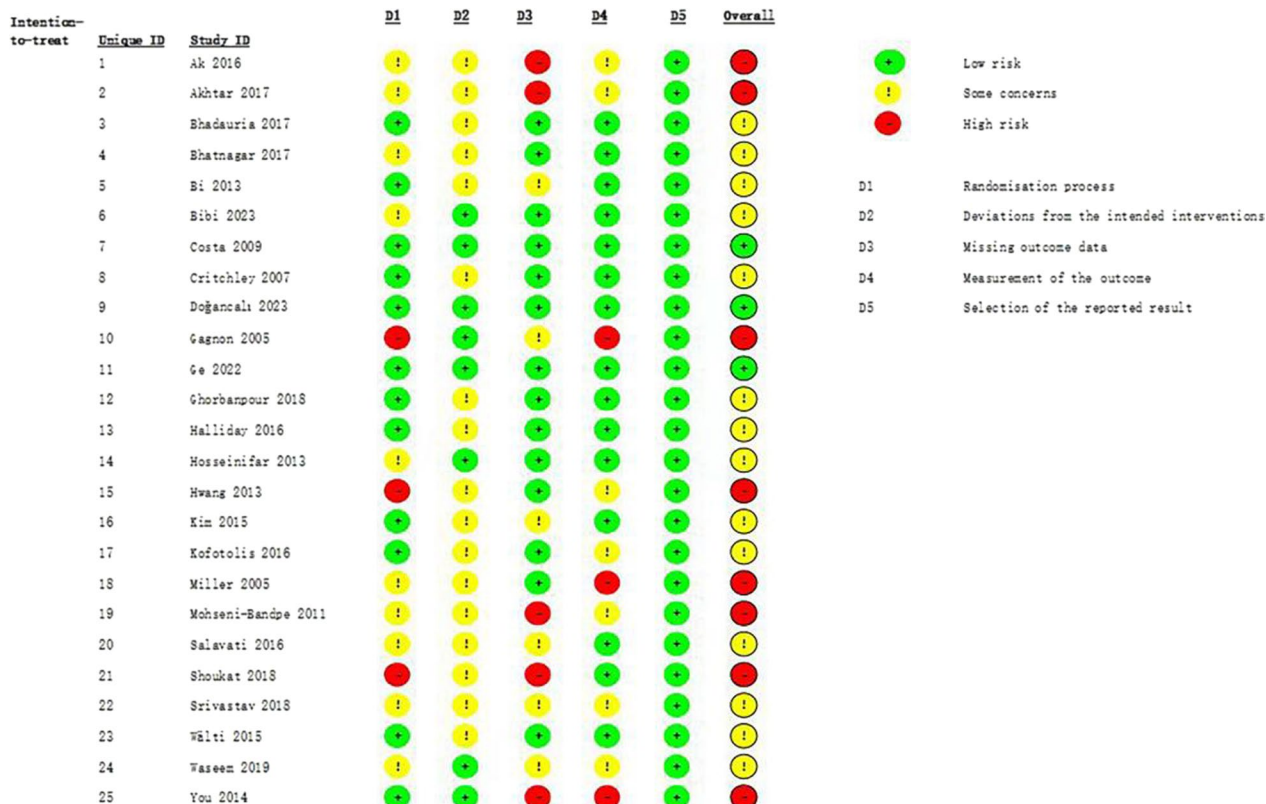 Intention-
to-treat Unique ID Study ID D1 D2 D3 D4 D5 Overall
1 Ak 2016 ! ! - ! + -
2 Akhtar 2017 ! ! - ! + -
3 Bhadauria 2017 + ! + + + !
4 Bhatnagar 2017 ! ! + + + !
5 Bi 2013 + ! ! + + !
6 Bibi 2023 ! + + + + !
7 Costa 2009 + + + + + +
8 Critchley 2007 + ! + + + !
9 Doğancalı 2023 + + + + + +
10 Gagnon 2005 - + ! - + -
11 Ge 2022 + + + + + +
12 Ghorbanpour 2018 + ! + + + !
13 Halliday 2016 + ! + + + !
14 Hosseinifar 2013 ! + + + + !
15 Hwang 2013 - ! + ! + -
16 Kim 2015 + ! ! + + !
17 Kofotolis 2016 + ! + ! + !
18 Miller 2005 ! ! + - + -
19 Mohseni-Bandpe 2011 ! ! - ! + -
20 Salavati 2016 ! ! ! + + !
21 Shoukat 2018 - ! - + + -
22 Srivastav 2018 ! ! ! ! + !
23 Wälti 2015 + ! + + + !
24 Waseem 2019 ! + ! ! + !
25 You 2014 + + - - + -
+ Low risk
! Some concerns
- High risk
D1 Randomisation process
D2 Deviations from the intended interventions
D3 Missing outcome data
D4 Measurement of the outcome
D5 Selection of the reported result